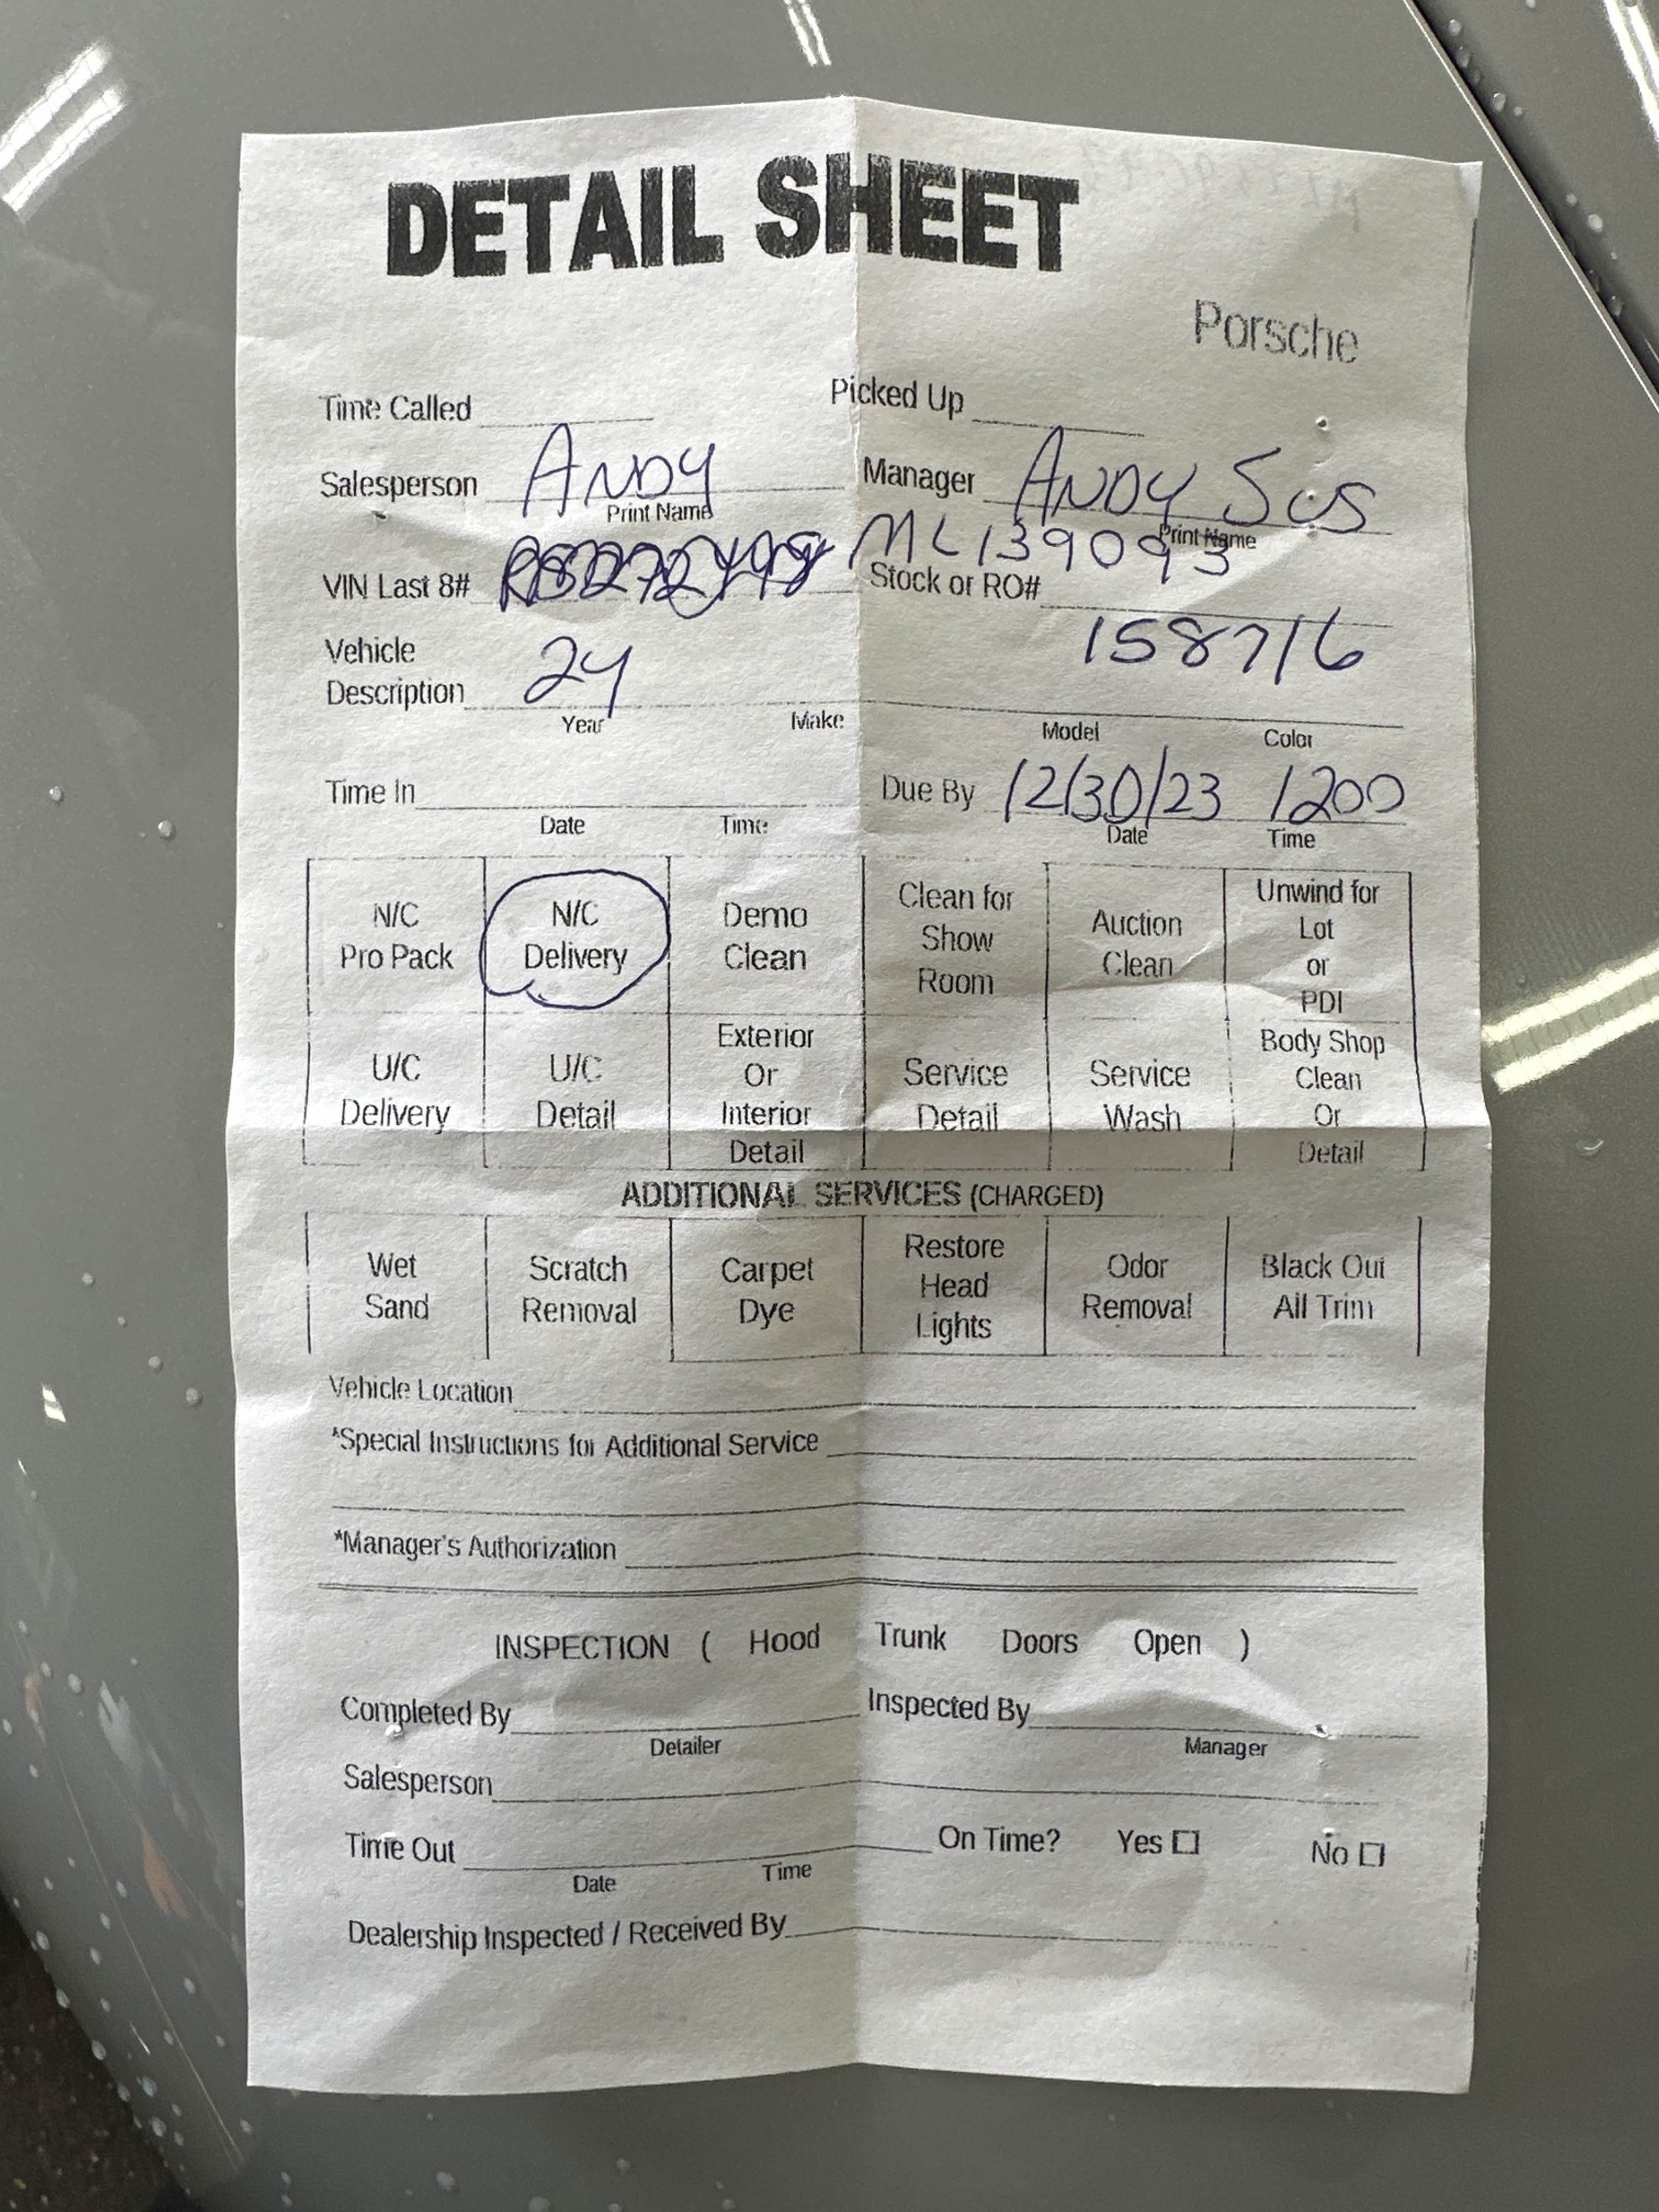 DETAIL SHEET
Porsche
Time Called Picked Up
Salesperson ANDY Manager ANDY SUS
Print Name Print Name
VIN Last 8# ML139093 Stock or RO#
158716
Vehicle Description 24
Year Make Model Color
Time In Due By 12/30/23 1200
Date Time Date Time
N/C Pro Pack N/C Delivery Demo Clean Clean for Show Room Auction Clean Unwind for Lot or PDI
U/C Delivery U/C Detail Exterior Or Interior Detail Service Detail Service Wash Body Shop Clean Or Detail
ADDITIONAL SERVICES (CHARGED)
Wet Sand Scratch Removal Carpet Dye Restore Head Lights Odor Removal Black Out All Trim
Vehicle Location
*Special Instructions for Additional Service
*Manager's Authorization
INSPECTION ( Hood Trunk Doors Open )
Completed By Inspected By
Detailer Manager
Salesperson
Time Out On Time? Yes ☐ No ☐
Date Time
Dealership Inspected / Received By